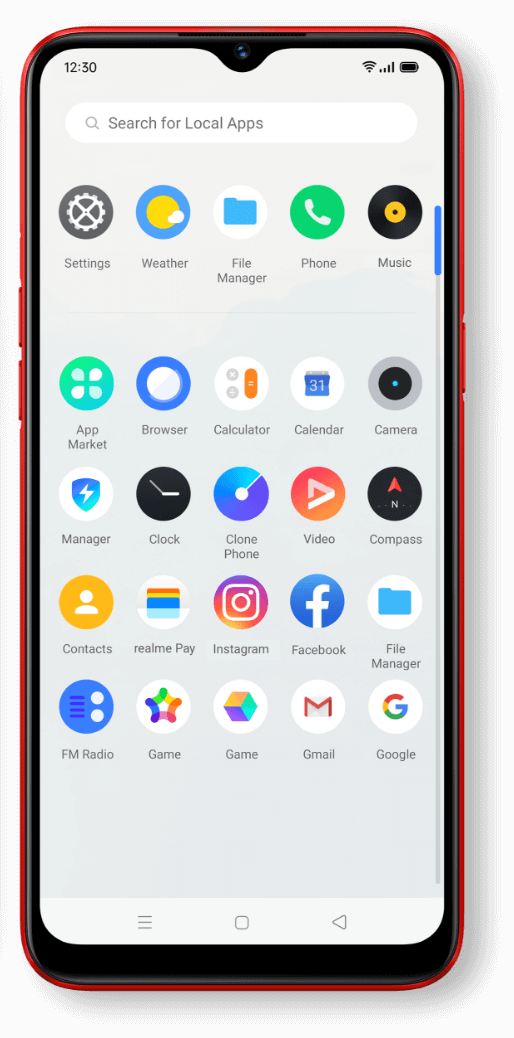 12:30
Search for Local Apps
Settings
Weather
File
Manager
Phone
Music
App
Market
Browser
Calculator
31
Calendar
Camera
Manager
Clock
Clone
Phone
Video
N
Compass
Contacts
realme Pay
Instagram
Facebook
File
Manager
FM Radio
Game
Game
Gmail
Google